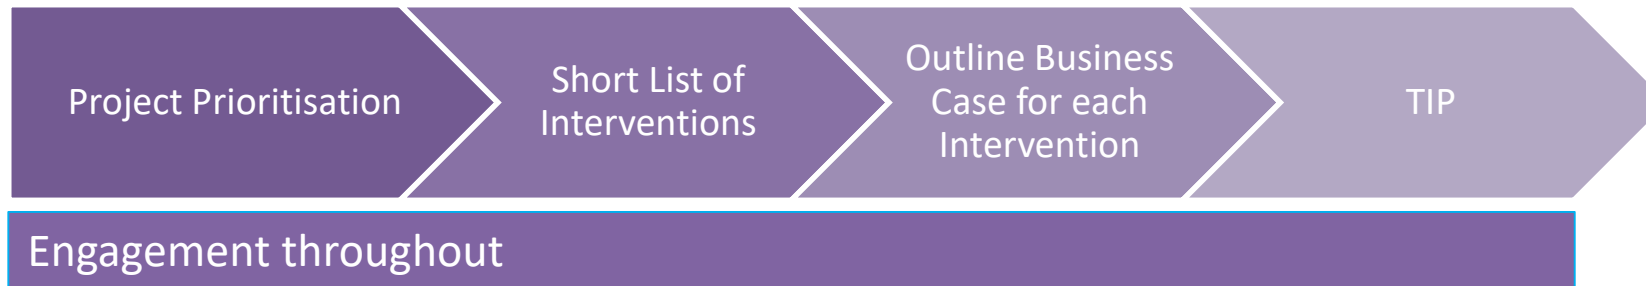 Project Prioritisation
Short List of
Interventions
Outline Business
Case for each
Intervention
TIP
Engagement throughout